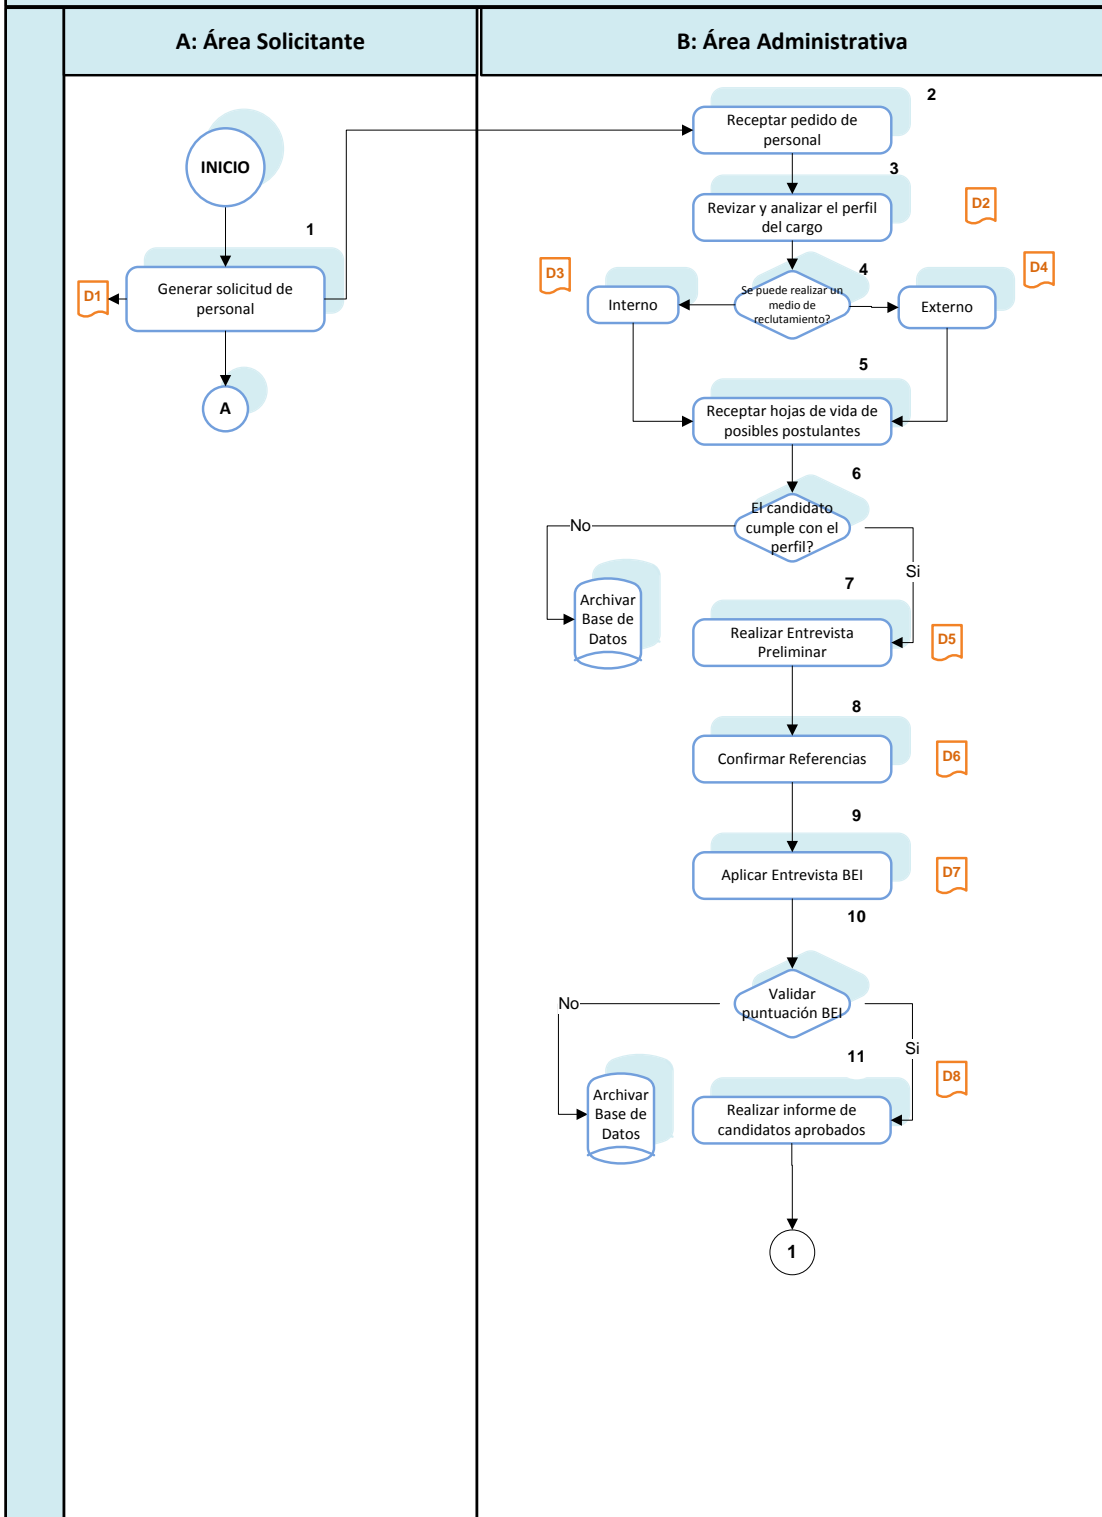 A: Área Solicitante
B: Área Administrativa
INICIO
1
D1
Generar solicitud de
personal
A
2
Receptar pedido de
personal
3
Revizar y analizar el perfil
del cargo
D2
4
Se puede realizar un
medio de
reclutamiento?
D3
Interno
D4
Externo
5
Receptar hojas de vida de
posibles postulantes
6
El candidato
cumple con el
perfil?
No
Si
Archivar
Base de
Datos
7
Realizar Entrevista
Preliminar
D5
8
Confirmar Referencias
D6
9
Aplicar Entrevista BEI
D7
10
Validar
puntuación BEI
No
Si
Archivar
Base de
Datos
11
Realizar informe de
candidatos aprobados
D8
1